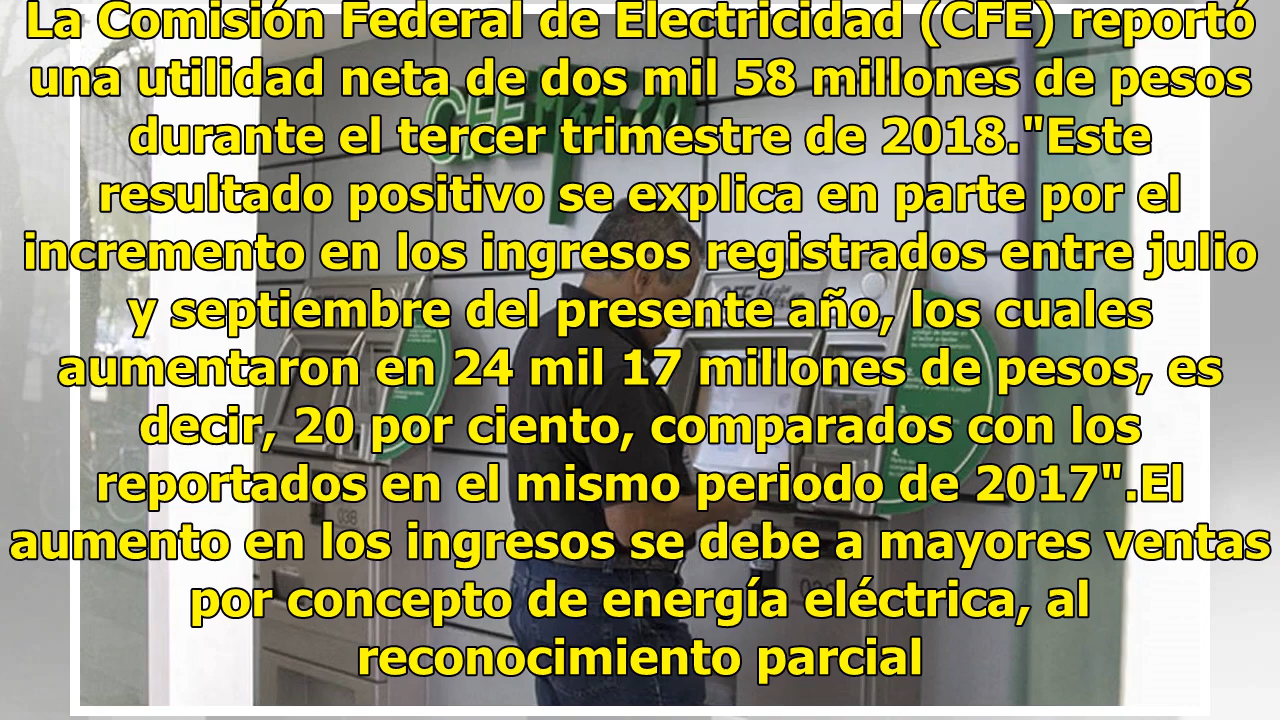 La Comisión Federal de Electricidad (CFE) reportó
una utilidad neta de dos mil 58 millones de pesos
durante el tercer trimestre de 2018."Este
resultado positivo se explica en parte por el
incremento en los ingresos registrados entre julio
y septiembre del presente año, los cuales
aumentaron en 24 mil 17 millones de pesos, es
decir, 20 por ciento, comparados con los
reportados en el mismo periodo de 2017".El
aumento en los ingresos se debe a mayores ventas
por concepto de energía eléctrica, al
reconocimiento parcial
CFE
038